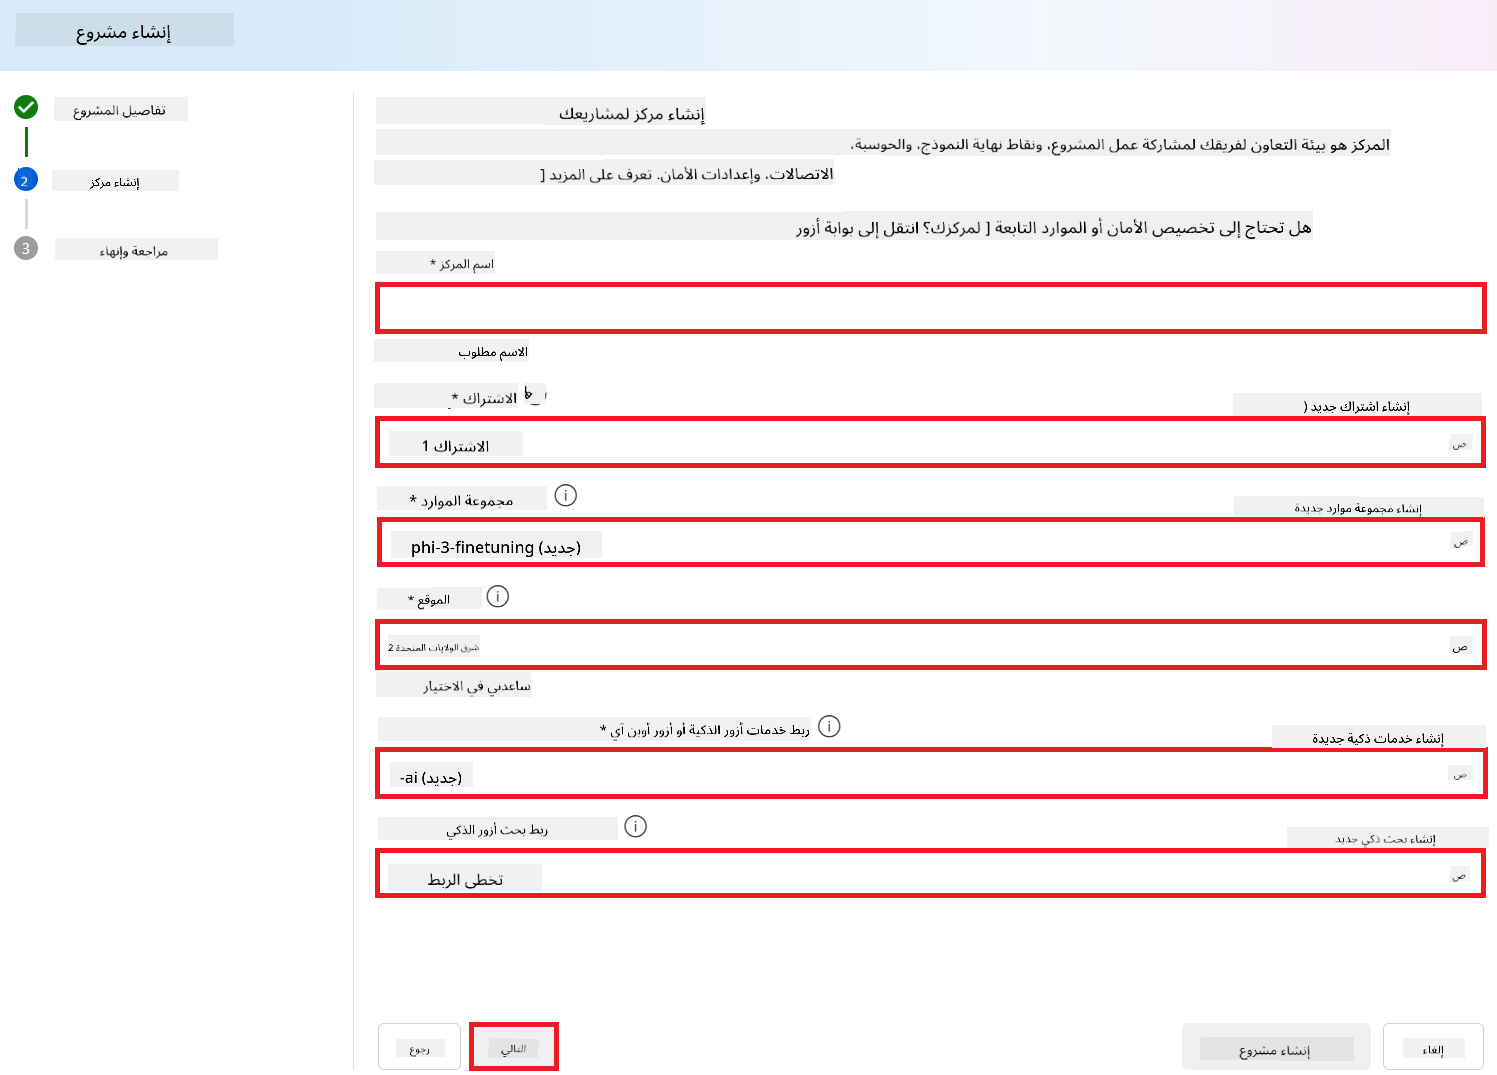 إنشاء مشروع
تفاصيل المشروع
2
إنشاء مركز
3
مراجعة وإنهاء
إنشاء مركز لمشاريعك
المركز هو بيئة التعاون لفريقك لمشاركة عمل المشروع، ونقاط نهاية النموذج، والحوسبة،
الاتصالات، وإعدادات الأمان. تعرف على المزيد [
هل تحتاج إلى تخصيص الأمان أو الموارد التابعة [ لمركزك؟ انتقل إلى بوابة أزور
اسم المركز *
الاسم مطلوب
الاشتراك *
إنشاء اشتراك جديد (
الاشتراك 1
ص
مجموعة الموارد *
إنشاء مجموعة موارد جديدة
phi-3-finetuning (جديد)
ص
الموقع *
شرق الولايات المتحدة 2
ص
ساعدني في الاختيار
ربط خدمات أزور الذكية أو أزور أوبن آي *
إنشاء خدمات ذكية جديدة
-ai (جديد)
ص
ربط بحث أزور الذكي
إنشاء بحث ذكي جديد
تخطى الربط
ص
رجوع
التالي
إنشاء مشروع
إلغاء